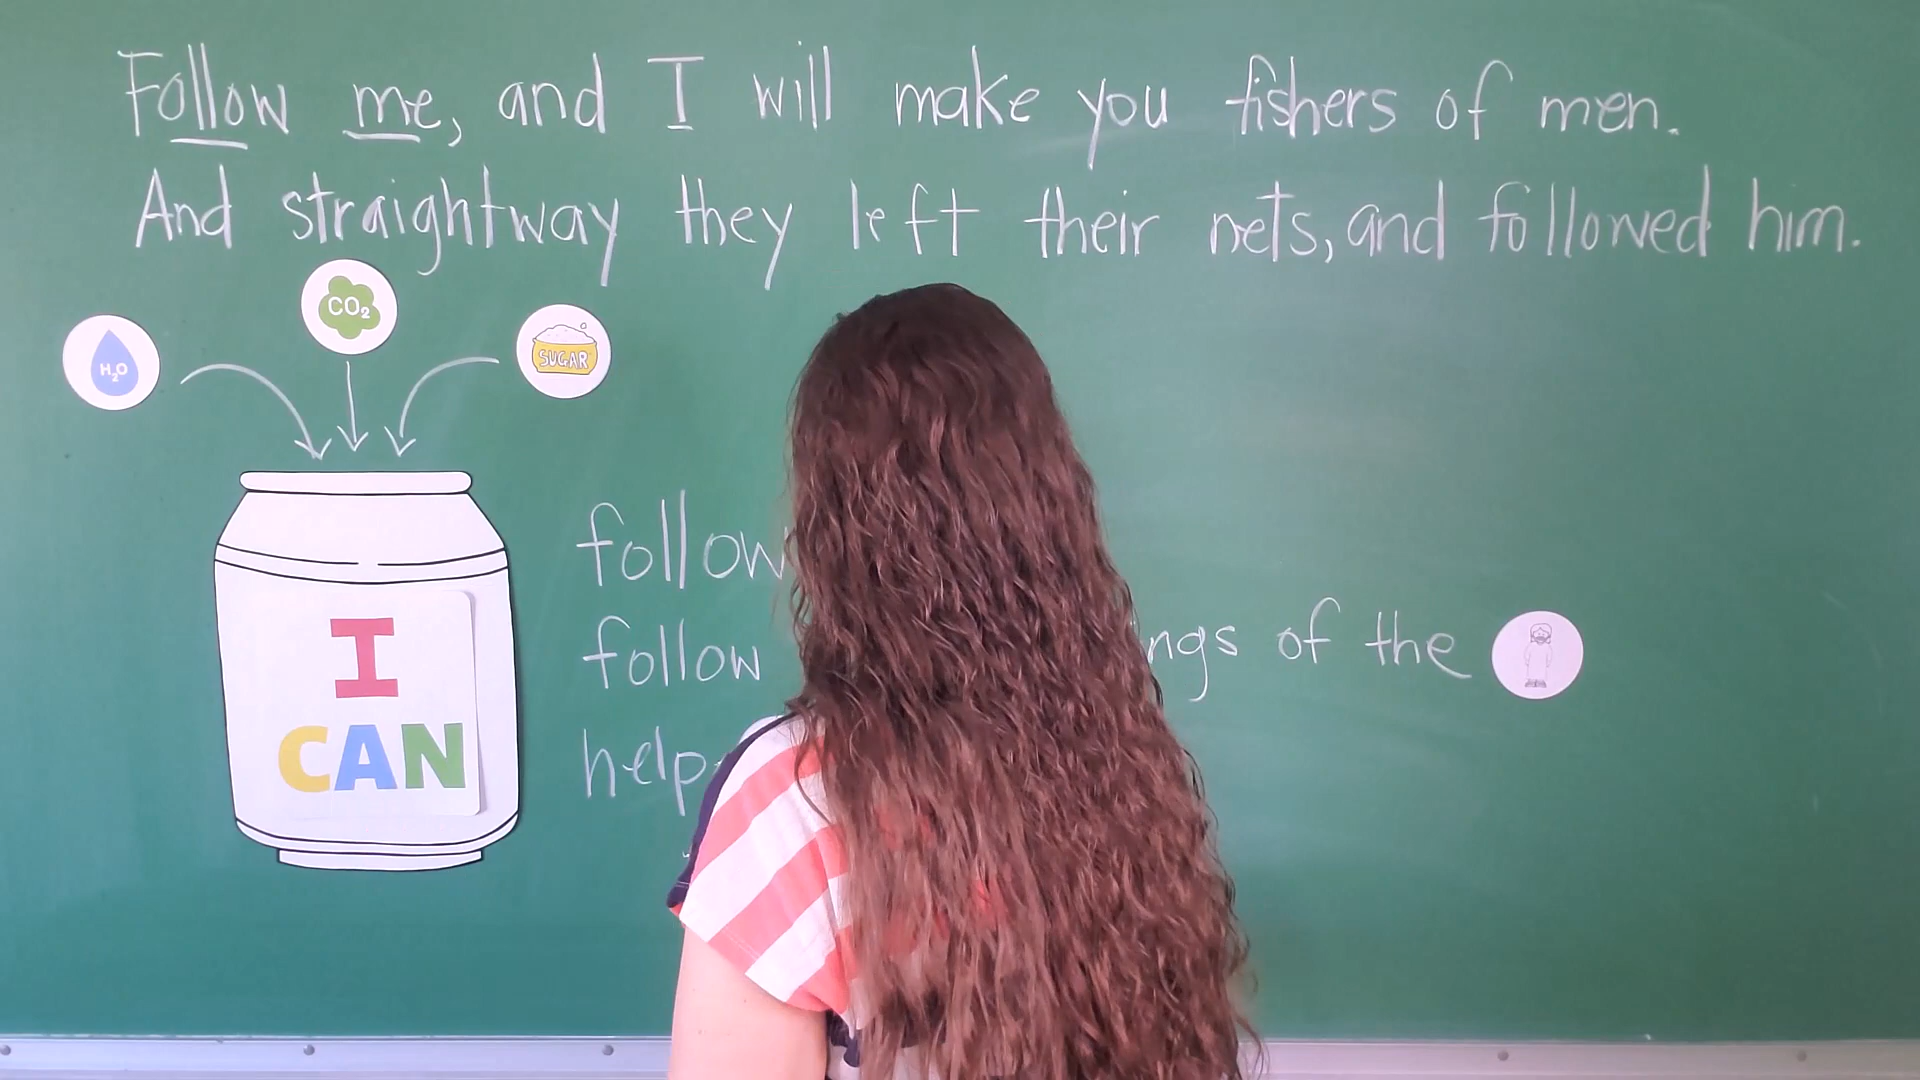 Follow me, and I will make you fishers of men.
And straightway they left their nets, and followed him.
H₂O
CO₂
SUGAR
I
CAN
follow
follow
of the
help